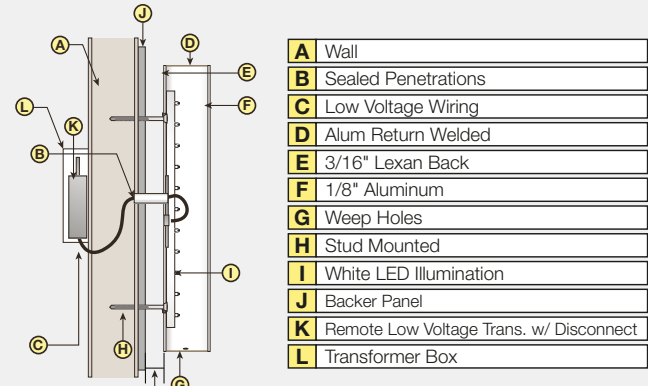 J
A
D
E
F
L
K
B
I
C
H
G
A Wall
B Sealed Penetrations
C Low Voltage Wiring
D Alum Return Welded
E 3/16" Lexan Back
F 1/8" Aluminum
G Weep Holes
H Stud Mounted
I White LED Illumination
J Backer Panel
K Remote Low Voltage Trans. w/ Disconnect
L Transformer Box